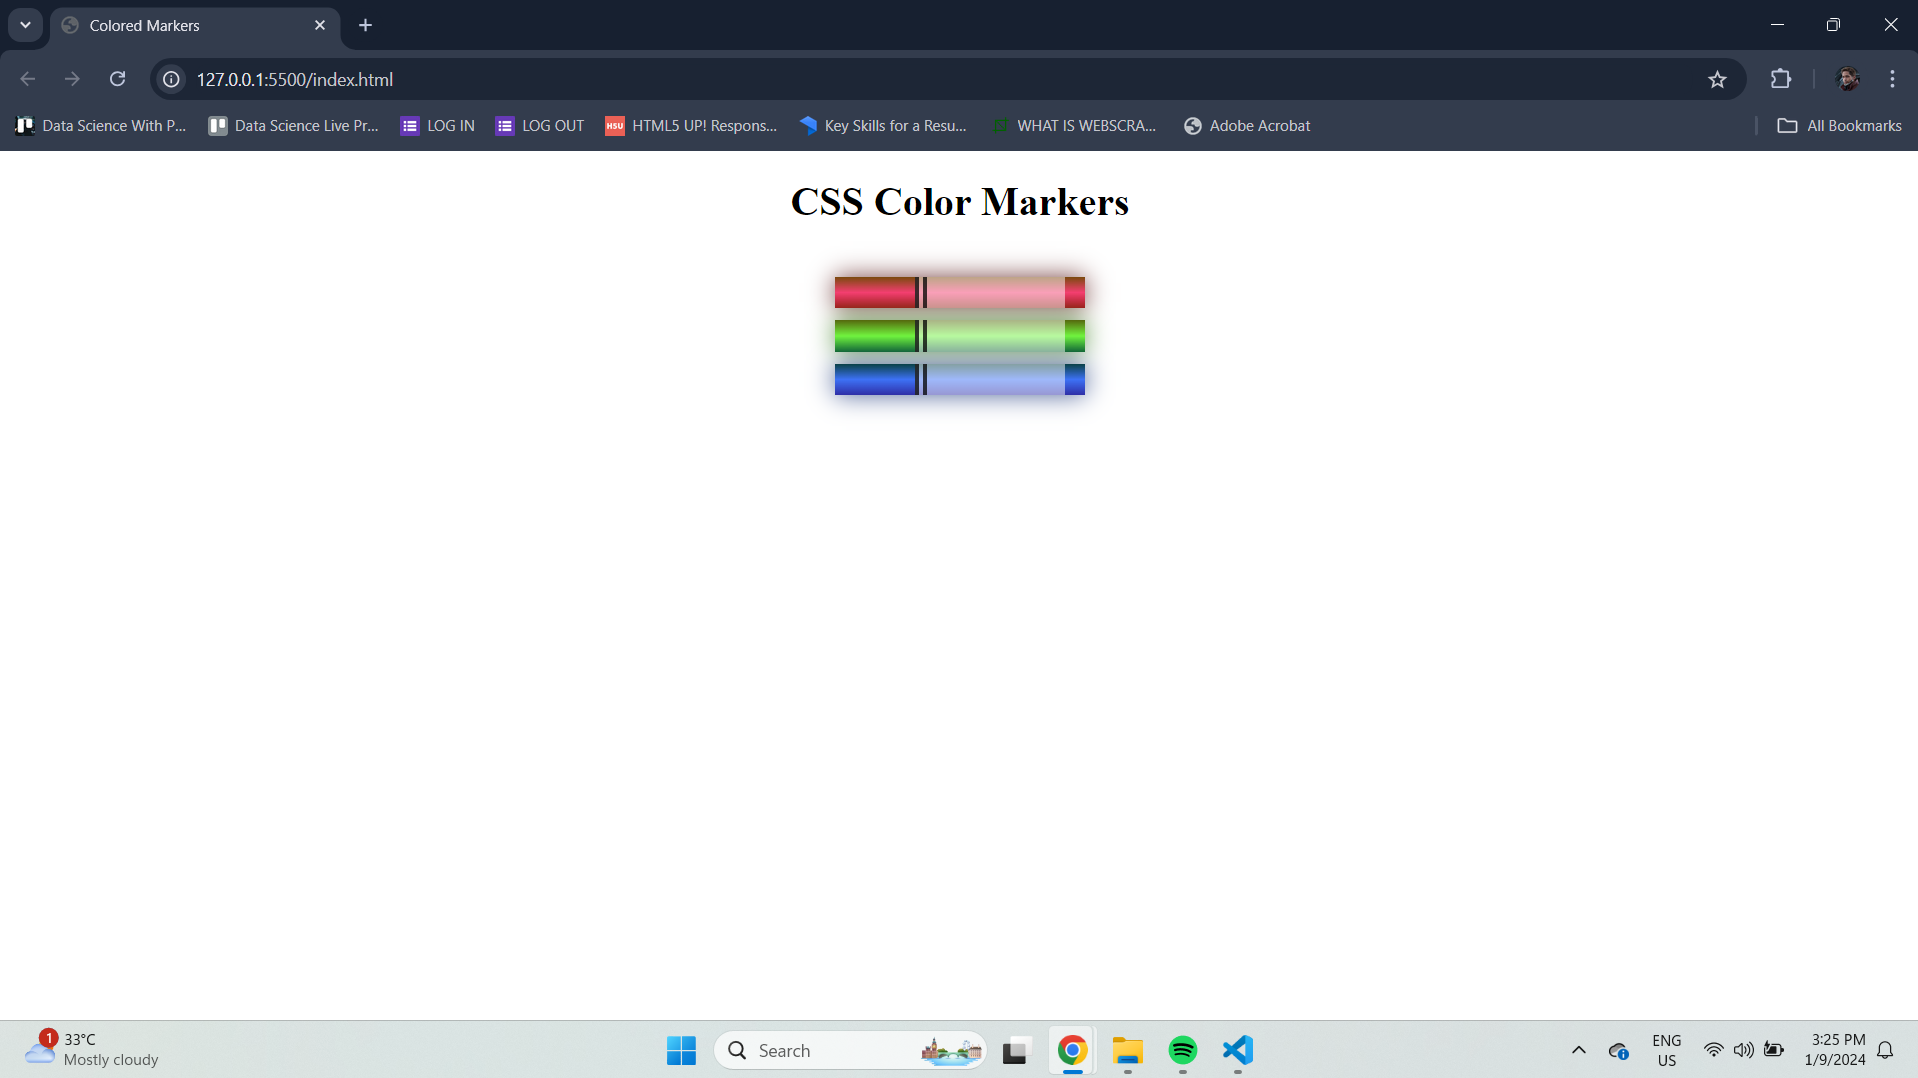 Colored Markers
127.0.0.1:5500/index.html
Data Science With P... Data Science Live Pr... LOG IN LOG OUT HSU HTML5 UP! Respons... Key Skills for a Resu... WHAT IS WEBSCRA... Adobe Acrobat All Bookmarks
CSS Color Markers
1 33°C
Mostly cloudy
Search
ENG
US
3:25 PM
1/9/2024